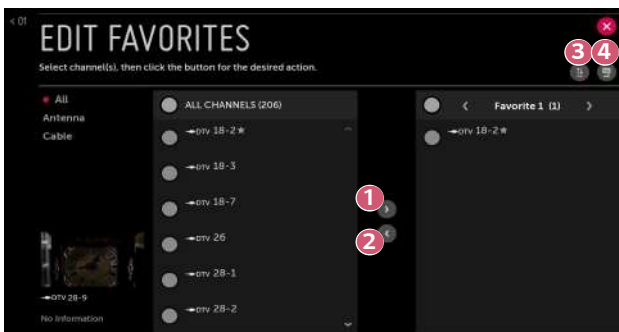 < 01
EDIT FAVORITES
Select channel(s), then click the button for the desired action.
3
4
All
Antenna
Cable
ALL CHANNELS (206)
DTV 18-2★
DTV 18-3
DTV 18-7
DTV 26
DTV 28-1
DTV 28-2
1
2
< Favorite 1 (1) >
DTV 18-2★
DTV 28-9
No Information